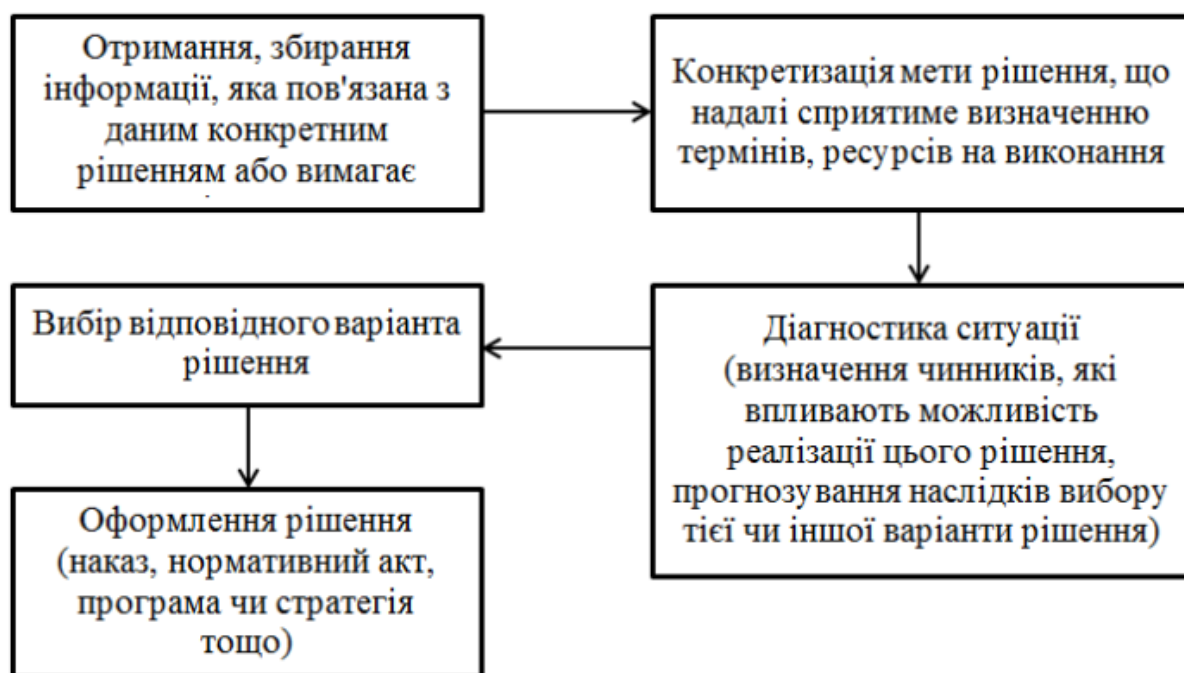 Отримання, збирання
інформації, яка пов'язана з
даним конкретним
рішенням або вимагає
Конкретизація мети рішення, що
надалі сприятиме визначенню
термінів, ресурсів на виконання
Діагностика ситуації
(визначення чинників, які
впливають можливість
реалізації цього рішення,
прогнозування наслідків вибору
тієї чи іншої варіанти рішення)
Вибір відповідного варіанта
рішення
Оформлення рішення
(наказ, нормативний акт,
програма чи стратегія
тощо)